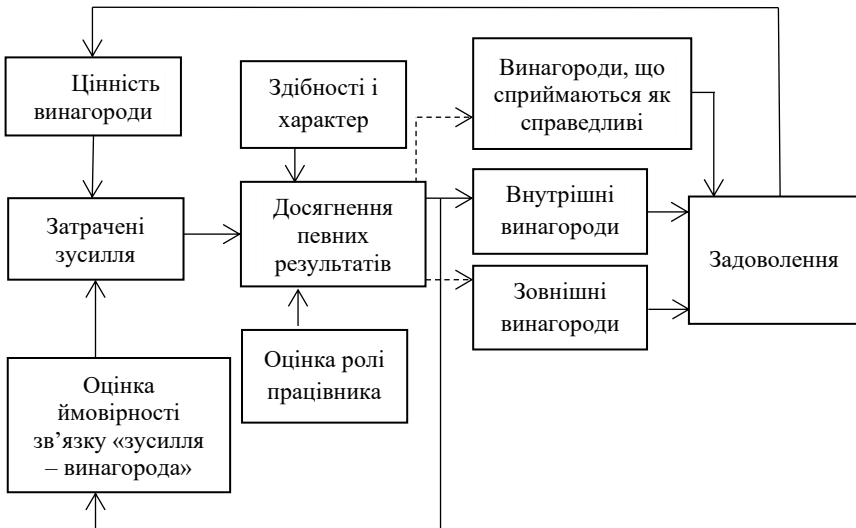 Цінність
винагороди
Здібності і
характер
Винагороди, що
сприймаються як
справедливі
Затрачені
зусилля
Досягнення
певних
результатів
Внутрішні
винагороди
Задоволення
Зовнішні
винагороди
Оцінка
ймовірності
зв’язку «зусилля
– винагорода»
Оцінка ролі
працівника